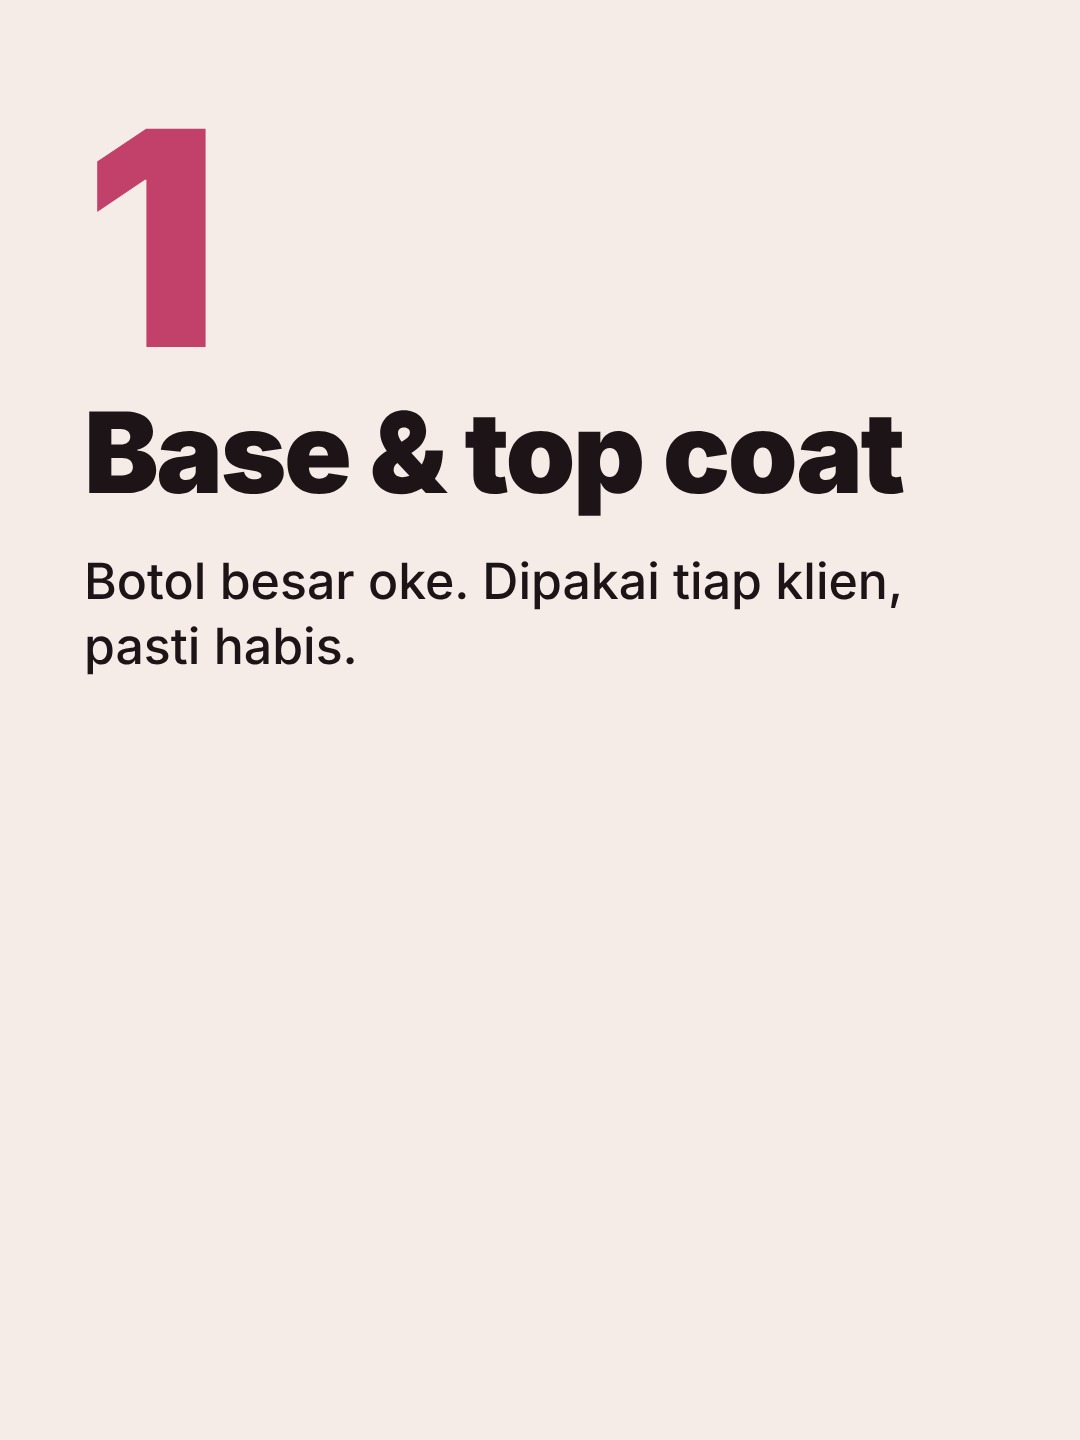 1
Base & top coat
Botol besar oke. Dipakai tiap klien,
pasti habis.